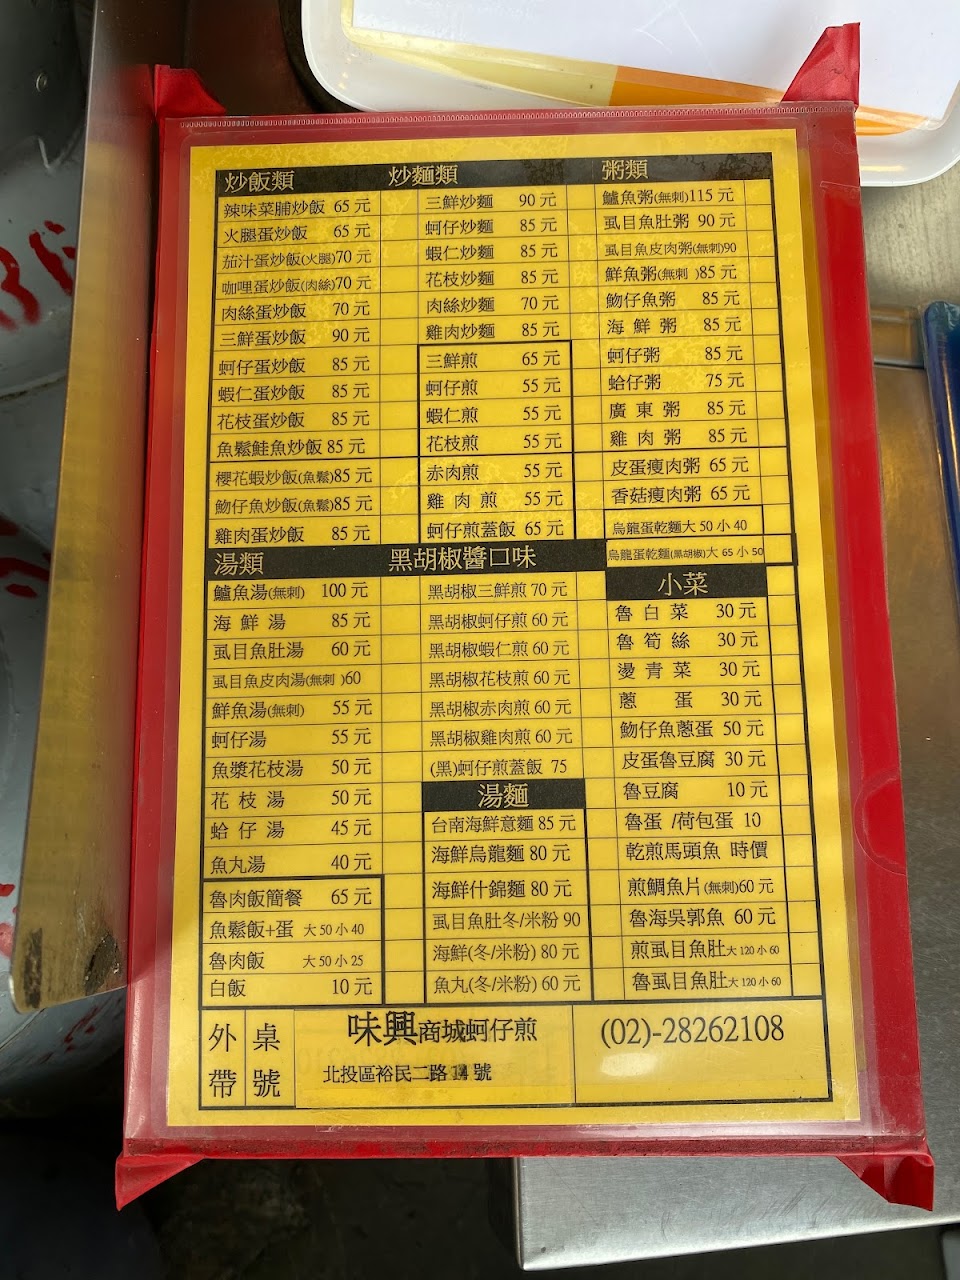 炒飯類
辣味菜脯炒飯 65元
火腿蛋炒飯 65元
茄汁蛋炒飯(火腿)70元
咖哩蛋炒飯(肉絲)70元
肉絲蛋炒飯 70元
三鮮蛋炒飯 90元
蚵仔蛋炒飯 85元
蝦仁蛋炒飯 85元
花枝蛋炒飯 85元
魚鬆鮭魚炒飯 85元
櫻花蝦炒飯(魚鬆)85元
魩仔魚炒飯(魚鬆)85元
雞肉蛋炒飯 85元
炒麵類
三鮮炒麵 90元
蚵仔炒麵 85元
蝦仁炒麵 85元
花枝炒麵 85元
肉絲炒麵 70元
雞肉炒麵 85元
三鮮煎 65元
蚵仔煎 55元
蝦仁煎 55元
花枝煎 55元
赤肉煎 55元
雞肉煎 55元
蚵仔煎蓋飯 65元
粥類
鱸魚粥(無刺)115元
虱目魚肚粥 90元
虱目魚皮肉粥(無刺)90
鮮魚粥(無刺 )85元
魩仔魚粥 85元
海鮮粥 85元
蚵仔粥 85元
蛤仔粥 75元
廣東粥 85元
雞肉粥 85元
皮蛋瘦肉粥 65元
香菇瘦肉粥 65元
烏龍蛋乾麵大50小40
烏龍蛋乾麵(黑胡椒)大 65 小 50
湯類
鱸魚湯(無刺) 100元
海鮮湯 85元
虱目魚肚湯 60元
虱目魚皮肉湯(無刺 )60
鮮魚湯(無刺) 55元
蚵仔湯 55元
魚漿花枝湯 50元
花枝湯 50元
蛤仔湯 45元
魚丸湯 40元
魯肉飯簡餐 65元
魚鬆飯+蛋 大50小40
魯肉飯 大50小25
白飯 10元
黑胡椒醬口味
黑胡椒三鮮煎 70元
黑胡椒蚵仔煎 60元
黑胡椒蝦仁煎 60元
黑胡椒花枝煎 60元
黑胡椒赤肉煎 60元
黑胡椒雞肉煎 60元
(黑)蚵仔煎蓋飯 75
湯麵
台南海鮮意麵 85元
海鮮烏龍麵 80元
海鮮什錦麵 80元
虱目魚肚冬/米粉 90
海鮮(冬/米粉) 80元
魚丸(冬/米粉) 60元
小菜
魯白菜 30元
魯筍絲 30元
燙青菜 30元
蔥蛋 30元
魩仔魚蔥蛋 50元
皮蛋魯豆腐 30元
魯豆腐 10元
魯蛋 /荷包蛋 10
乾煎馬頭魚 時價
煎鯛魚片(無刺)60元
魯海吳郭魚 60元
煎虱目魚肚大 120 小 60
魯虱目魚肚大 120 小 60
外帶
桌號
味興商城蚵仔煎
北投區裕民二路 號
(02)-28262108